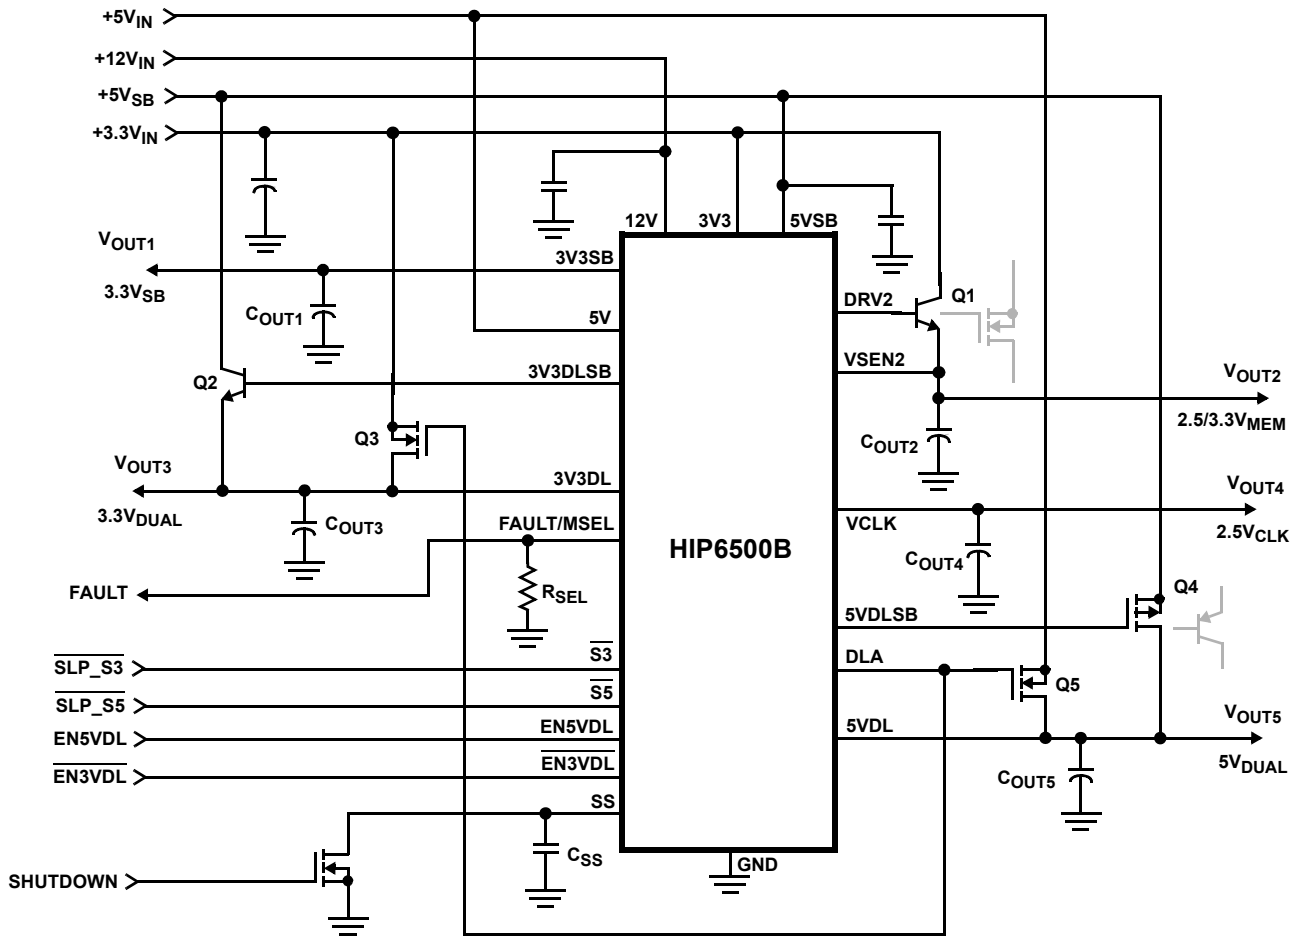 +5VIN
+12VIN
+5VSB
+3.3VIN
12V
3V3
5VSB
VOUT1
3V3SB
3.3VSB
COUT1
5V
DRV2
Q1
VSEN2
Q2
3V3DLSB
VOUT2
2.5/3.3VMEM
COUT2
Q3
VOUT3
3V3DL
3.3VDUAL
COUT3
FAULT/MSEL
VCLK
VOUT4
2.5VCLK
COUT4
HIP6500B
FAULT
RSEL
5VDLSB
Q4
SLP_S3
S3
DLA
Q5
SLP_S5
S5
EN5VDL
EN5VDL
5VDL
VOUT5
5VDUAL
COUT5
EN3VDL
EN3VDL
SS
CSS
GND
SHUTDOWN